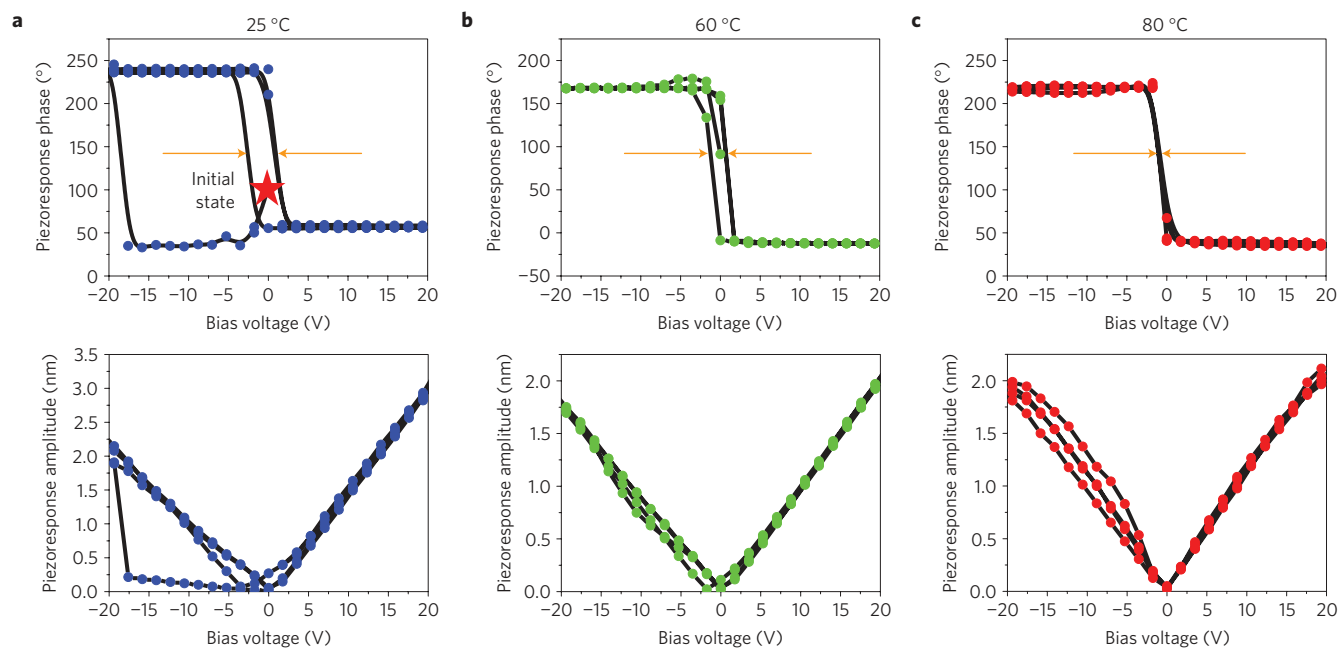 a
25 °C
Piezoresponse phase (°)
250
200
150
100
50
0
Initial
state
−20 −15 −10 −5 0 5 10 15 20
Bias voltage (V)
b
60 °C
Piezoresponse phase (°)
200
150
100
50
0
−50
−20 −15 −10 −5 0 5 10 15 20
Bias voltage (V)
c
80 °C
Piezoresponse phase (°)
250
200
150
100
50
0
−20 −15 −10 −5 0 5 10 15 20
Bias voltage (V)
Piezoresponse amplitude (nm)
3.5
3.0
2.5
2.0
1.5
1.0
0.5
0.0
−20 −15 −10 −5 0 5 10 15 20
Bias voltage (V)
Piezoresponse amplitude (nm)
2.0
1.5
1.0
0.5
0.0
−20 −15 −10 −5 0 5 10 15 20
Bias voltage (V)
Piezoresponse amplitude (nm)
2.0
1.5
1.0
0.5
0.0
−20 −15 −10 −5 0 5 10 15 20
Bias voltage (V)